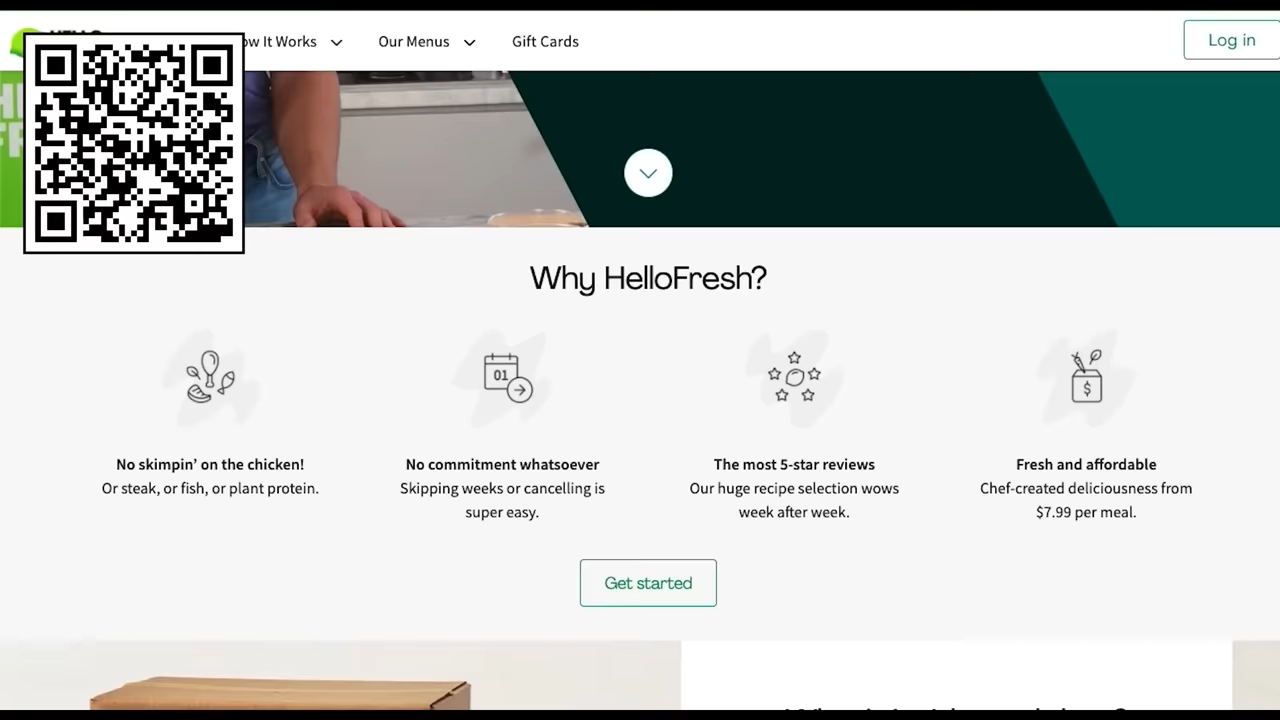 ow It Works
Our Menus
Gift Cards
Log in
Why HelloFresh?
01
$
No skimpin' on the chicken!
Or steak, or fish, or plant protein.
No commitment whatsoever
Skipping weeks or cancelling is
super easy.
The most 5-star reviews
Our huge recipe selection wows
week after week.
Fresh and affordable
Chef-created deliciousness from
$7.99 per meal.
Get started